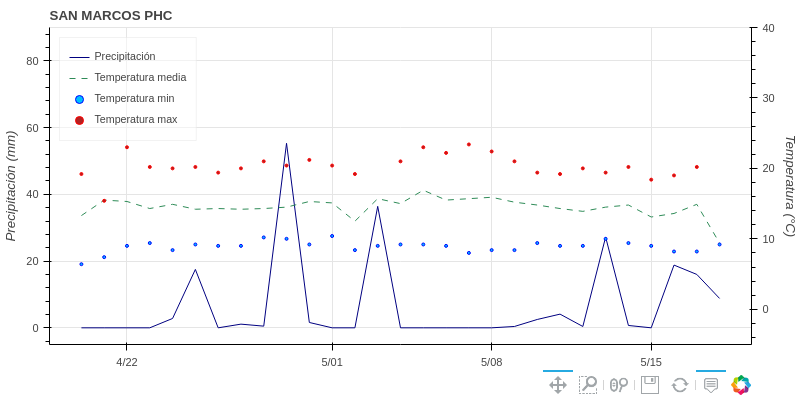 SAN MARCOS PHC
Precipitación
Temperatura media
Temperatura min
Temperatura max
Precipitación (mm)
80
60
40
20
0
40
30
20
10
0
Temperatura (°C)
4/22
5/01
5/08
5/15